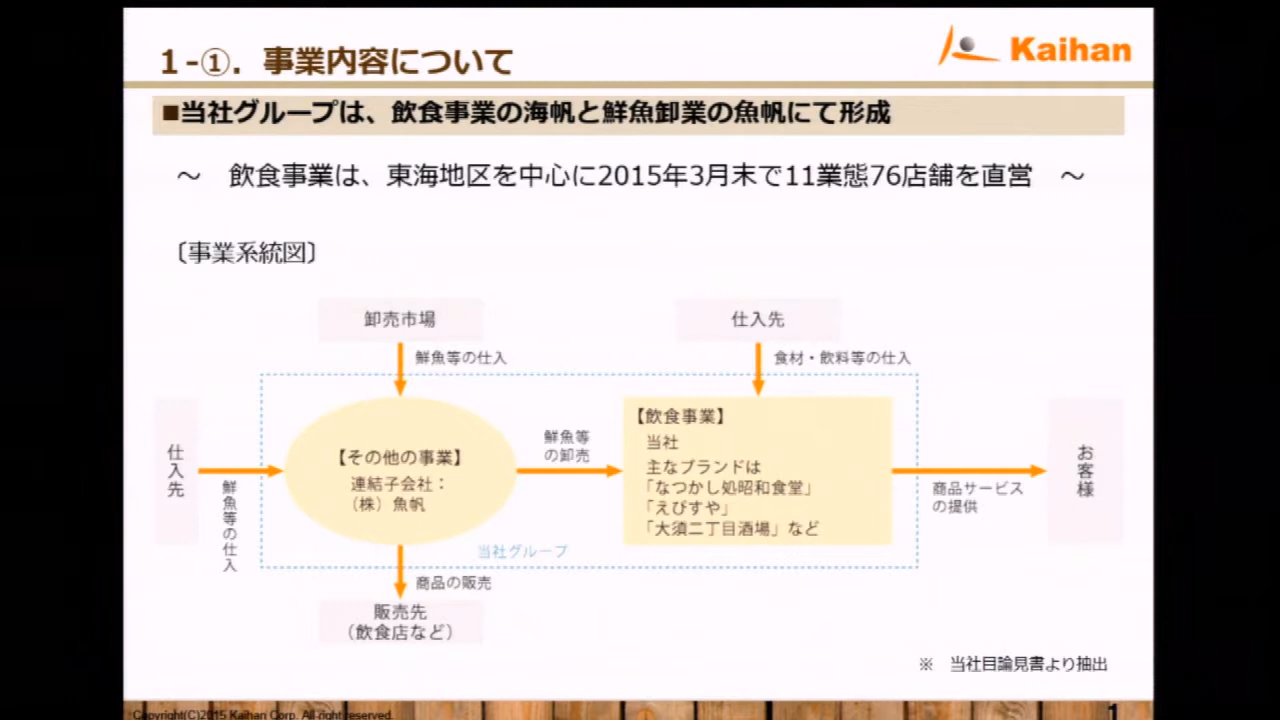 1-①. 事業内容について
Kaihan
■当社グループは、飲食事業の海帆と鮮魚卸業の魚帆にて形成
～　飲食事業は、東海地区を中心に2015年3月末で11業態76店舗を直営　～
〔事業系統図〕
卸売市場
仕入先
鮮魚等の仕入
食材・飲料等の仕入
仕入先
鮮魚等の仕入
【その他の事業】
連結子会社：
（株）魚帆
鮮魚等
の卸売
【飲食事業】
当社
主なブランドは
「なつかし処昭和食堂」
「えびすや」
「大須二丁目酒場」など
商品サービス
の提供
お客様
当社グループ
商品の販売
販売先
（飲食店など）
※　当社目論見書より抽出
Copyright(C)2015 Kaihan Corp. All right reserved.
1